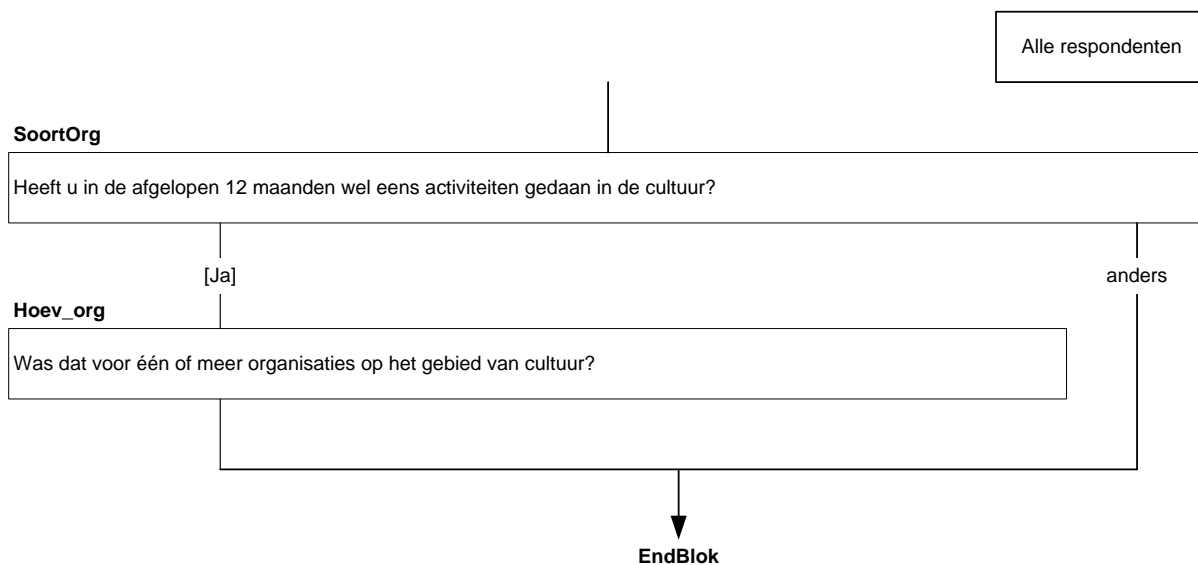 Alle respondenten
SoortOrg
Heeft u in de afgelopen 12 maanden wel eens activiteiten gedaan in de cultuur?
[Ja]
anders
Hoev_org
Was dat voor één of meer organisaties op het gebied van cultuur?
EndBlok